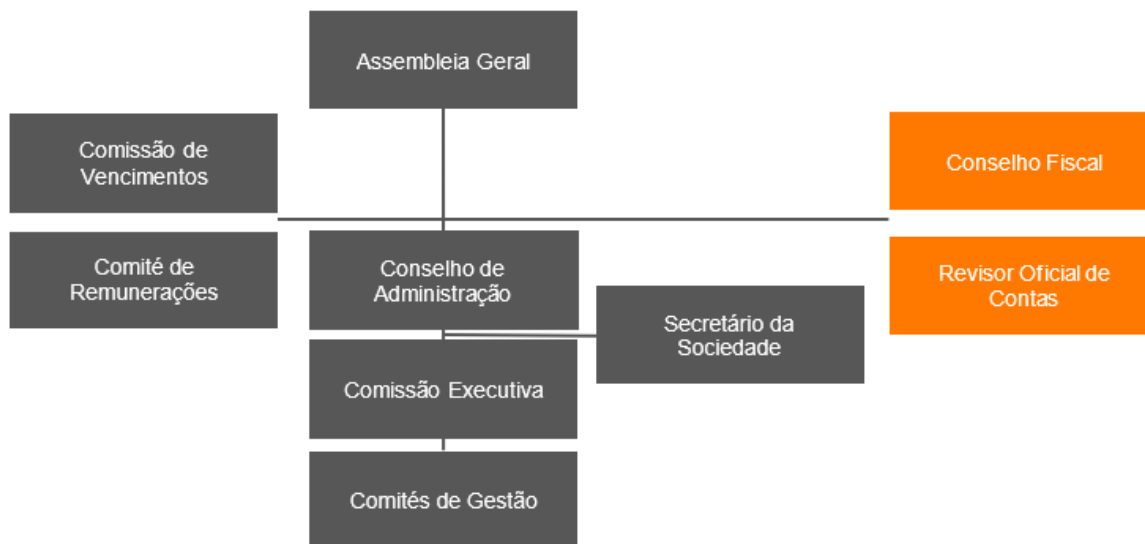 Assembleia Geral
Comissão de
Vencimentos
Conselho Fiscal
Comité de
Remunerações
Conselho de
Administração
Revisor Oficial de
Contas
Secretário da
Sociedade
Comissão Executiva
Comités de Gestão